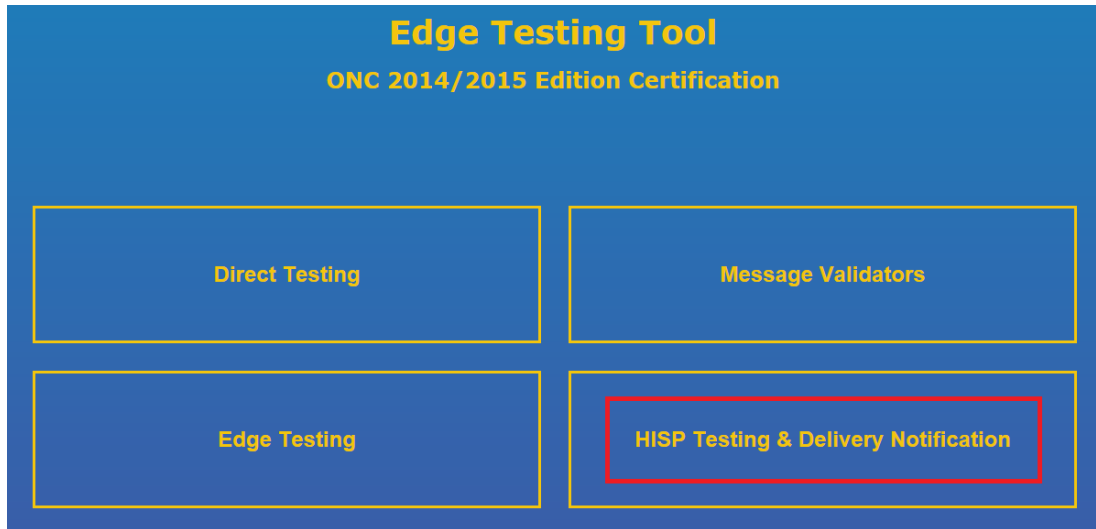 Edge Testing Tool
ONC 2014/2015 Edition Certification
Direct Testing
Message Validators
Edge Testing
HISP Testing & Delivery Notification